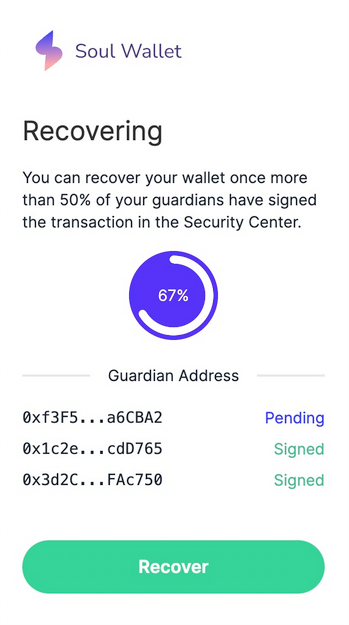 Soul Wallet
Recovering
You can recover your wallet once more
than 50% of your guardians have signed
the transaction in the Security Center.
67%
Guardian Address
0xf3F5...a6CBA2 Pending
0x1c2e...cdD765 Signed
0x3d2C...FAc750 Signed
Recover